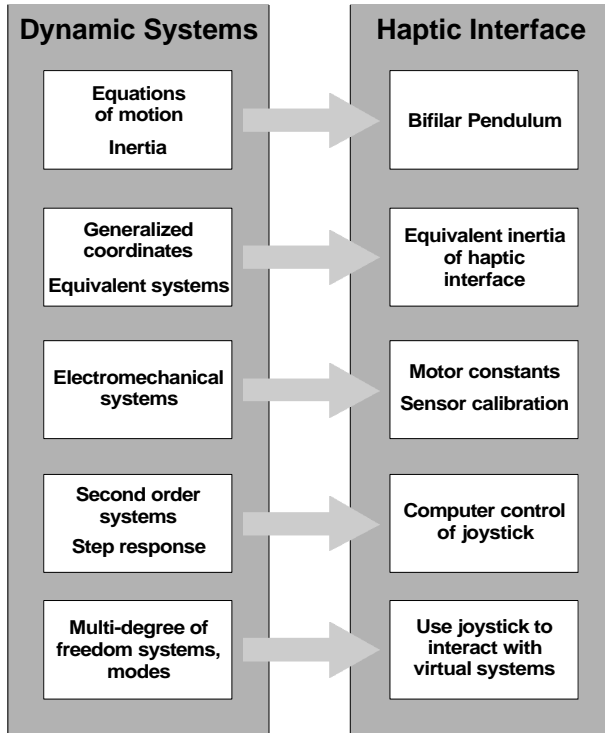 Dynamic Systems
Haptic Interface
Equations
of motion
Inertia
Bifilar Pendulum
Generalized
coordinates
Equivalent systems
Equivalent inertia
of haptic
interface
Electromechanical
systems
Motor constants
Sensor calibration
Second order
systems
Step response
Computer control
of joystick
Multi-degree of
freedom systems,
modes
Use joystick to
interact with
virtual systems